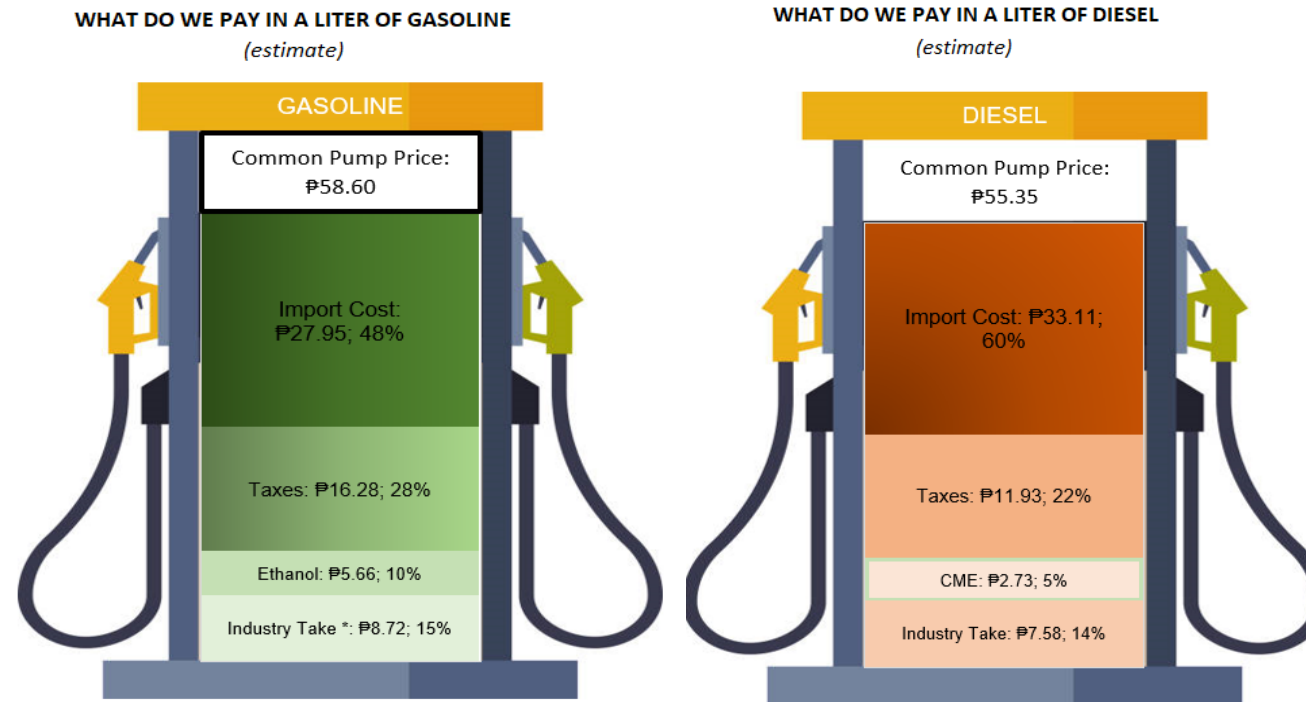 WHAT DO WE PAY IN A LITER OF GASOLINE
(estimate)
GASOLINE
Common Pump Price:
₱58.60
Import Cost:
₱27.95; 48%
Taxes: ₱16.28; 28%
Ethanol: ₱5.66; 10%
Industry Take *: ₱8.72; 15%
WHAT DO WE PAY IN A LITER OF DIESEL
(estimate)
DIESEL
Common Pump Price:
₱55.35
Import Cost: ₱33.11;
60%
Taxes: ₱11.93; 22%
CME: ₱2.73; 5%
Industry Take: ₱7.58; 14%